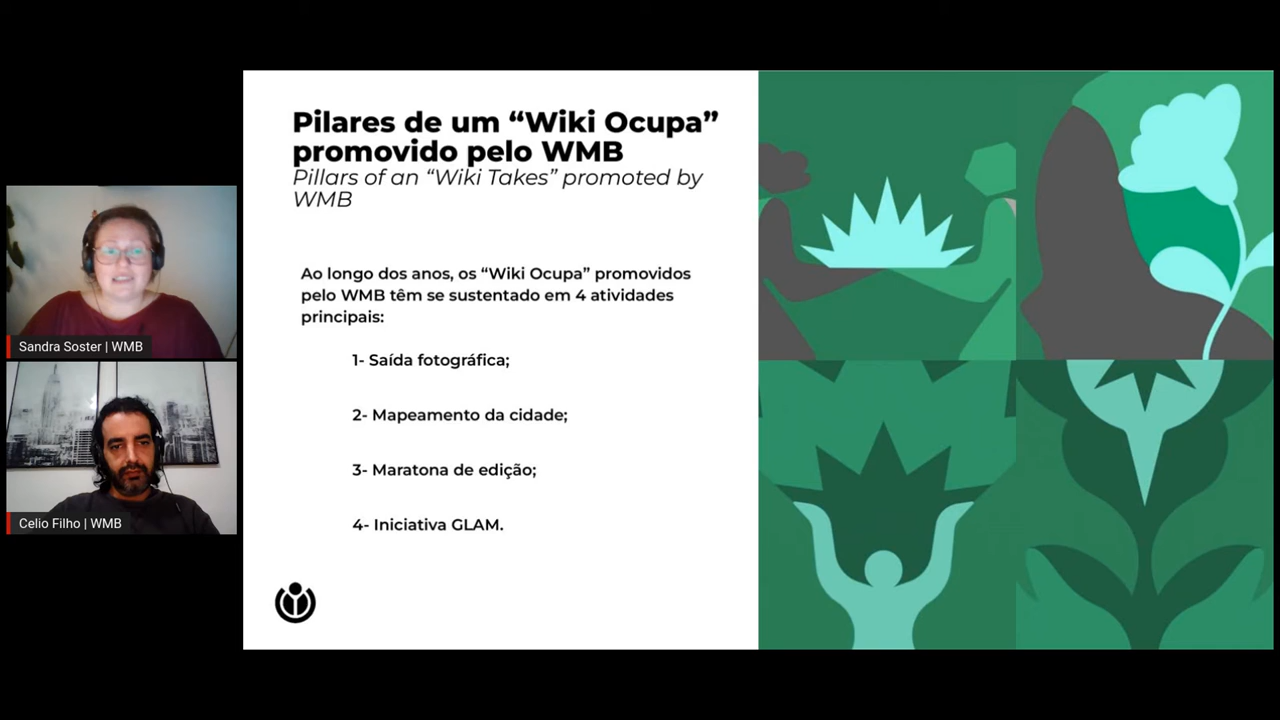 Pilares de um “Wiki Ocupa”
promovido pelo WMB
Pillars of an “Wiki Takes” promoted by
WMB
Ao longo dos anos, os “Wiki Ocupa” promovidos
pelo WMB têm se sustentado em 4 atividades
principais:
1- Saída fotográfica;
2- Mapeamento da cidade;
3- Maratona de edição;
4- Iniciativa GLAM.
Sandra Soster | WMB
Celio Filho | WMB